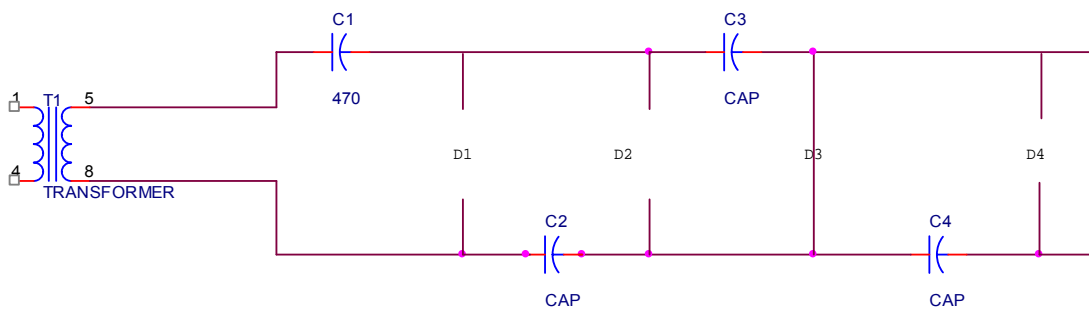 C1
C3
1
T1
5
470
CAP
D1
D2
D3
D4
4
8
TRANSFORMER
C2
C4
CAP
CAP